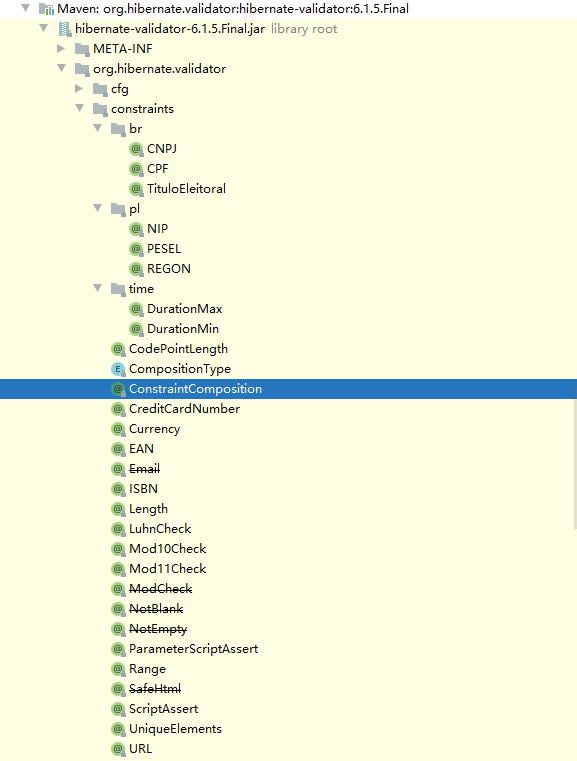 Maven: org.hibernate.validator:hibernate-validator:6.1.5.Final
hibernate-validator-6.1.5.Final.jar library root
META-INF
org.hibernate.validator
cfg
constraints
br
@ CNPJ
@ CPF
@ TituloEleitoral
pl
@ NIP
@ PESEL
@ REGON
time
@ DurationMax
@ DurationMin
@ CodePointLength
E CompositionType
@ ConstraintComposition
@ CreditCardNumber
@ Currency
@ EAN
@ Email
@ ISBN
@ Length
@ LuhnCheck
@ Mod10Check
@ Mod11Check
@ ModCheck
@ NotBlank
@ NotEmpty
@ ParameterScriptAssert
@ Range
@ SafeHtml
@ ScriptAssert
@ UniqueElements
@ URL